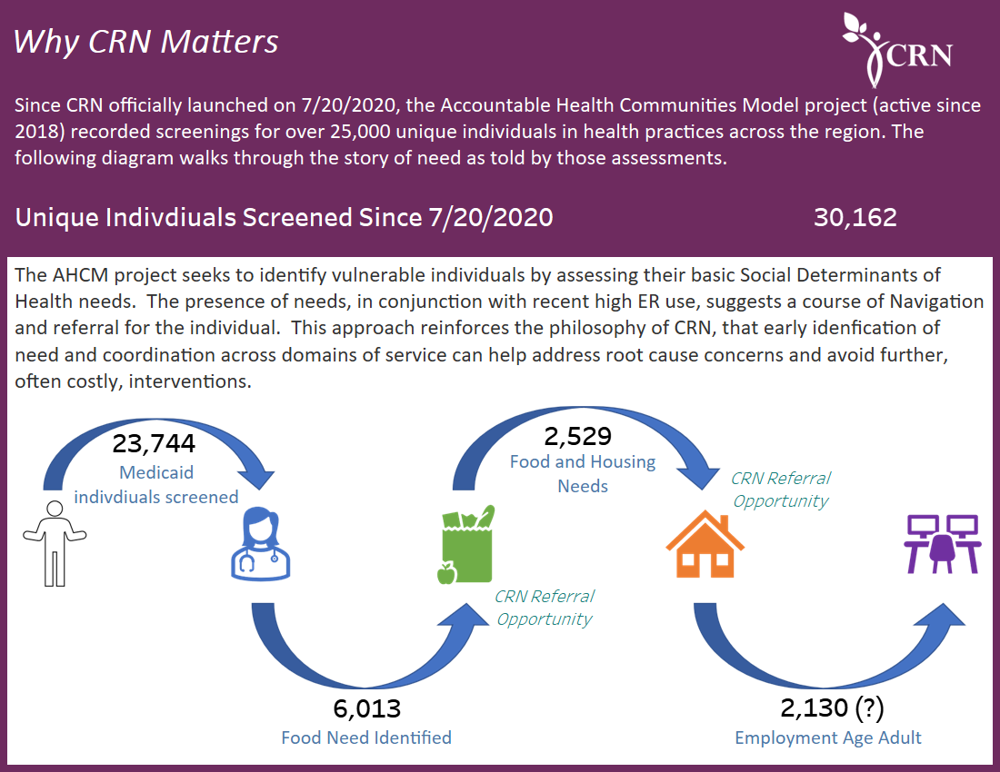 Why CRN Matters
CRN
Since CRN officially launched on 7/20/2020, the Accountable Health Communities Model project (active since
2018) recorded screenings for over 25,000 unique individuals in health practices across the region. The
following diagram walks through the story of need as told by those assessments.
Unique Indivdiuals Screened Since 7/20/2020 30,162
The AHCM project seeks to identify vulnerable individuals by assessing their basic Social Determinants of
Health needs.  The presence of needs, in conjunction with recent high ER use, suggests a course of Navigation
and referral for the individual.  This approach reinforces the philosophy of CRN, that early idenfication of
need and coordination across domains of service can help address root cause concerns and avoid further,
often costly, interventions.
23,744
Medicaid
indivdiuals screened
2,529
Food and Housing
Needs
CRN Referral
Opportunity
CRN Referral
Opportunity
6,013
Food Need Identified
2,130 (?)
Employment Age Adult